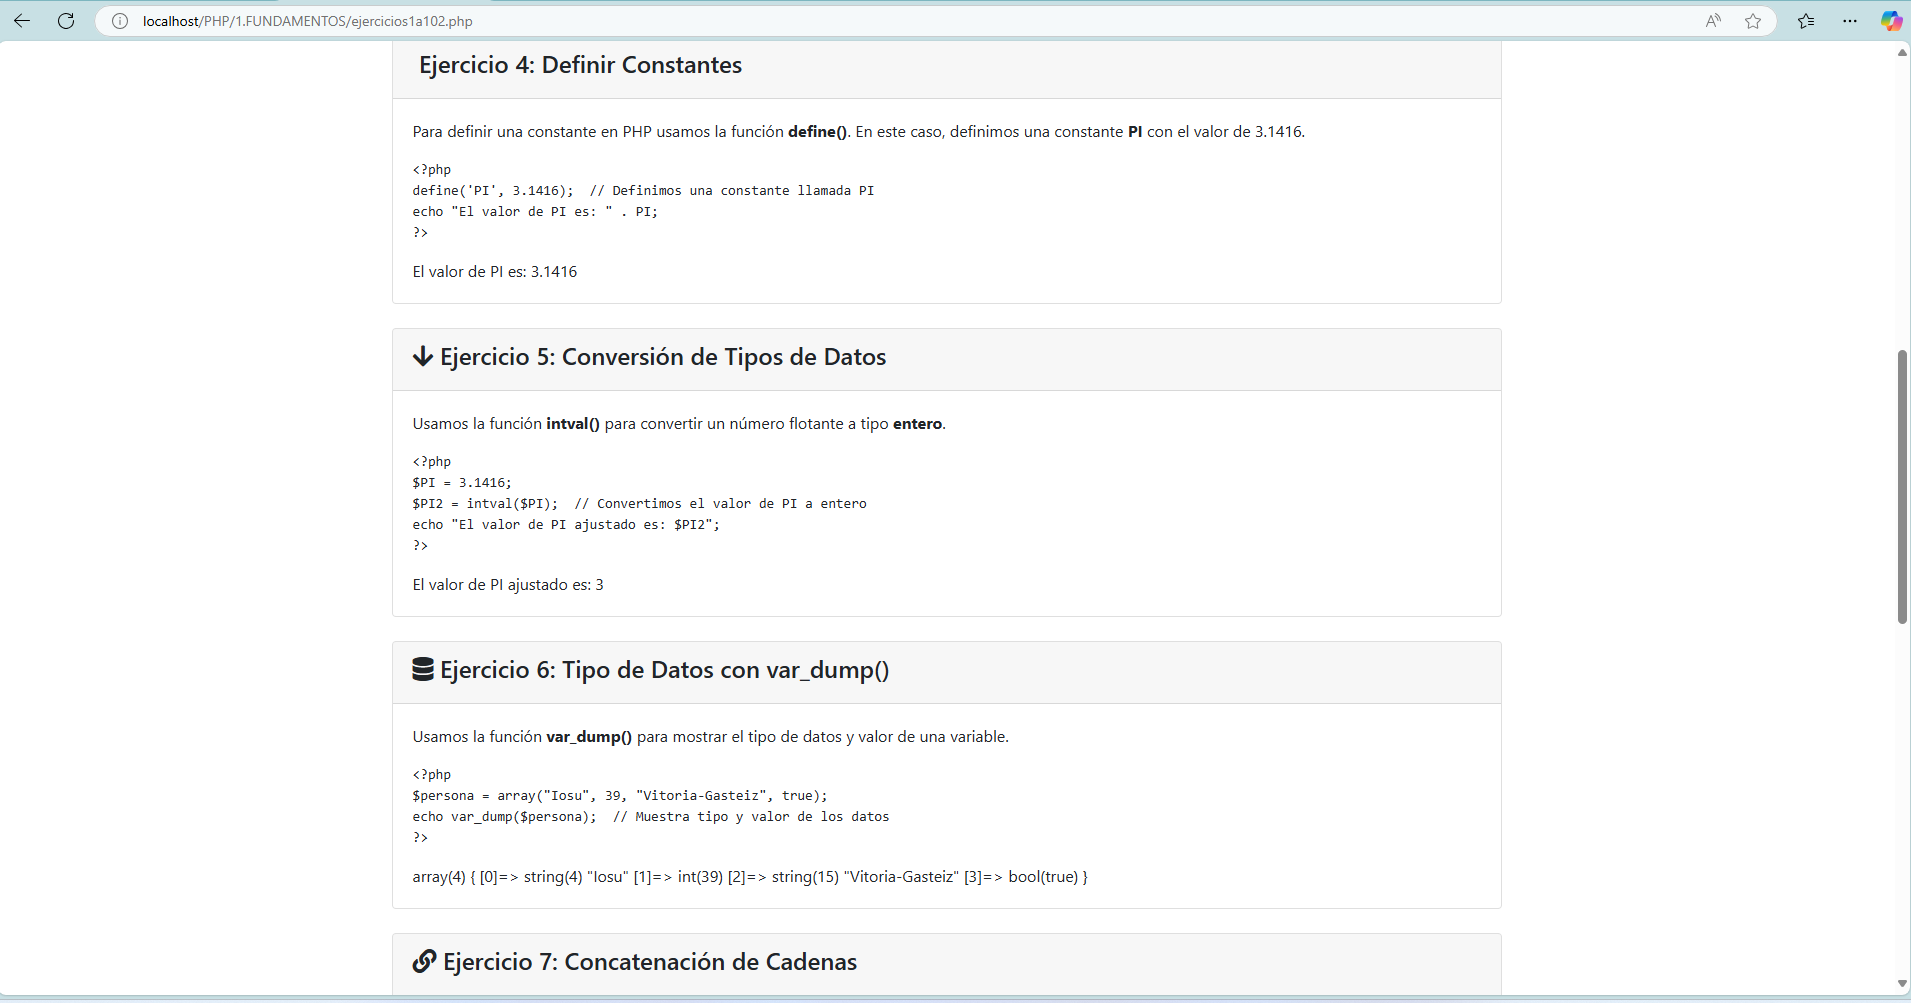 localhost/PHP/1.FUNDAMENTOS/ejercicios1a102.php
Ejercicio 4: Definir Constantes
Para definir una constante en PHP usamos la función define(). En este caso, definimos una constante PI con el valor de 3.1416.
<?php
define('PI', 3.1416);  // Definimos una constante llamada PI
echo "El valor de PI es: " . PI;
?>
El valor de PI es: 3.1416
Ejercicio 5: Conversión de Tipos de Datos
Usamos la función intval() para convertir un número flotante a tipo entero.
<?php
$PI = 3.1416;
$PI2 = intval($PI);  // Convertimos el valor de PI a entero
echo "El valor de PI ajustado es: $PI2";
?>
El valor de PI ajustado es: 3
Ejercicio 6: Tipo de Datos con var_dump()
Usamos la función var_dump() para mostrar el tipo de datos y valor de una variable.
<?php
$persona = array("Iosu", 39, "Vitoria-Gasteiz", true);
echo var_dump($persona);  // Muestra tipo y valor de los datos
?>
array(4) { [0]=> string(4) "Iosu" [1]=> int(39) [2]=> string(15) "Vitoria-Gasteiz" [3]=> bool(true) }
Ejercicio 7: Concatenación de Cadenas